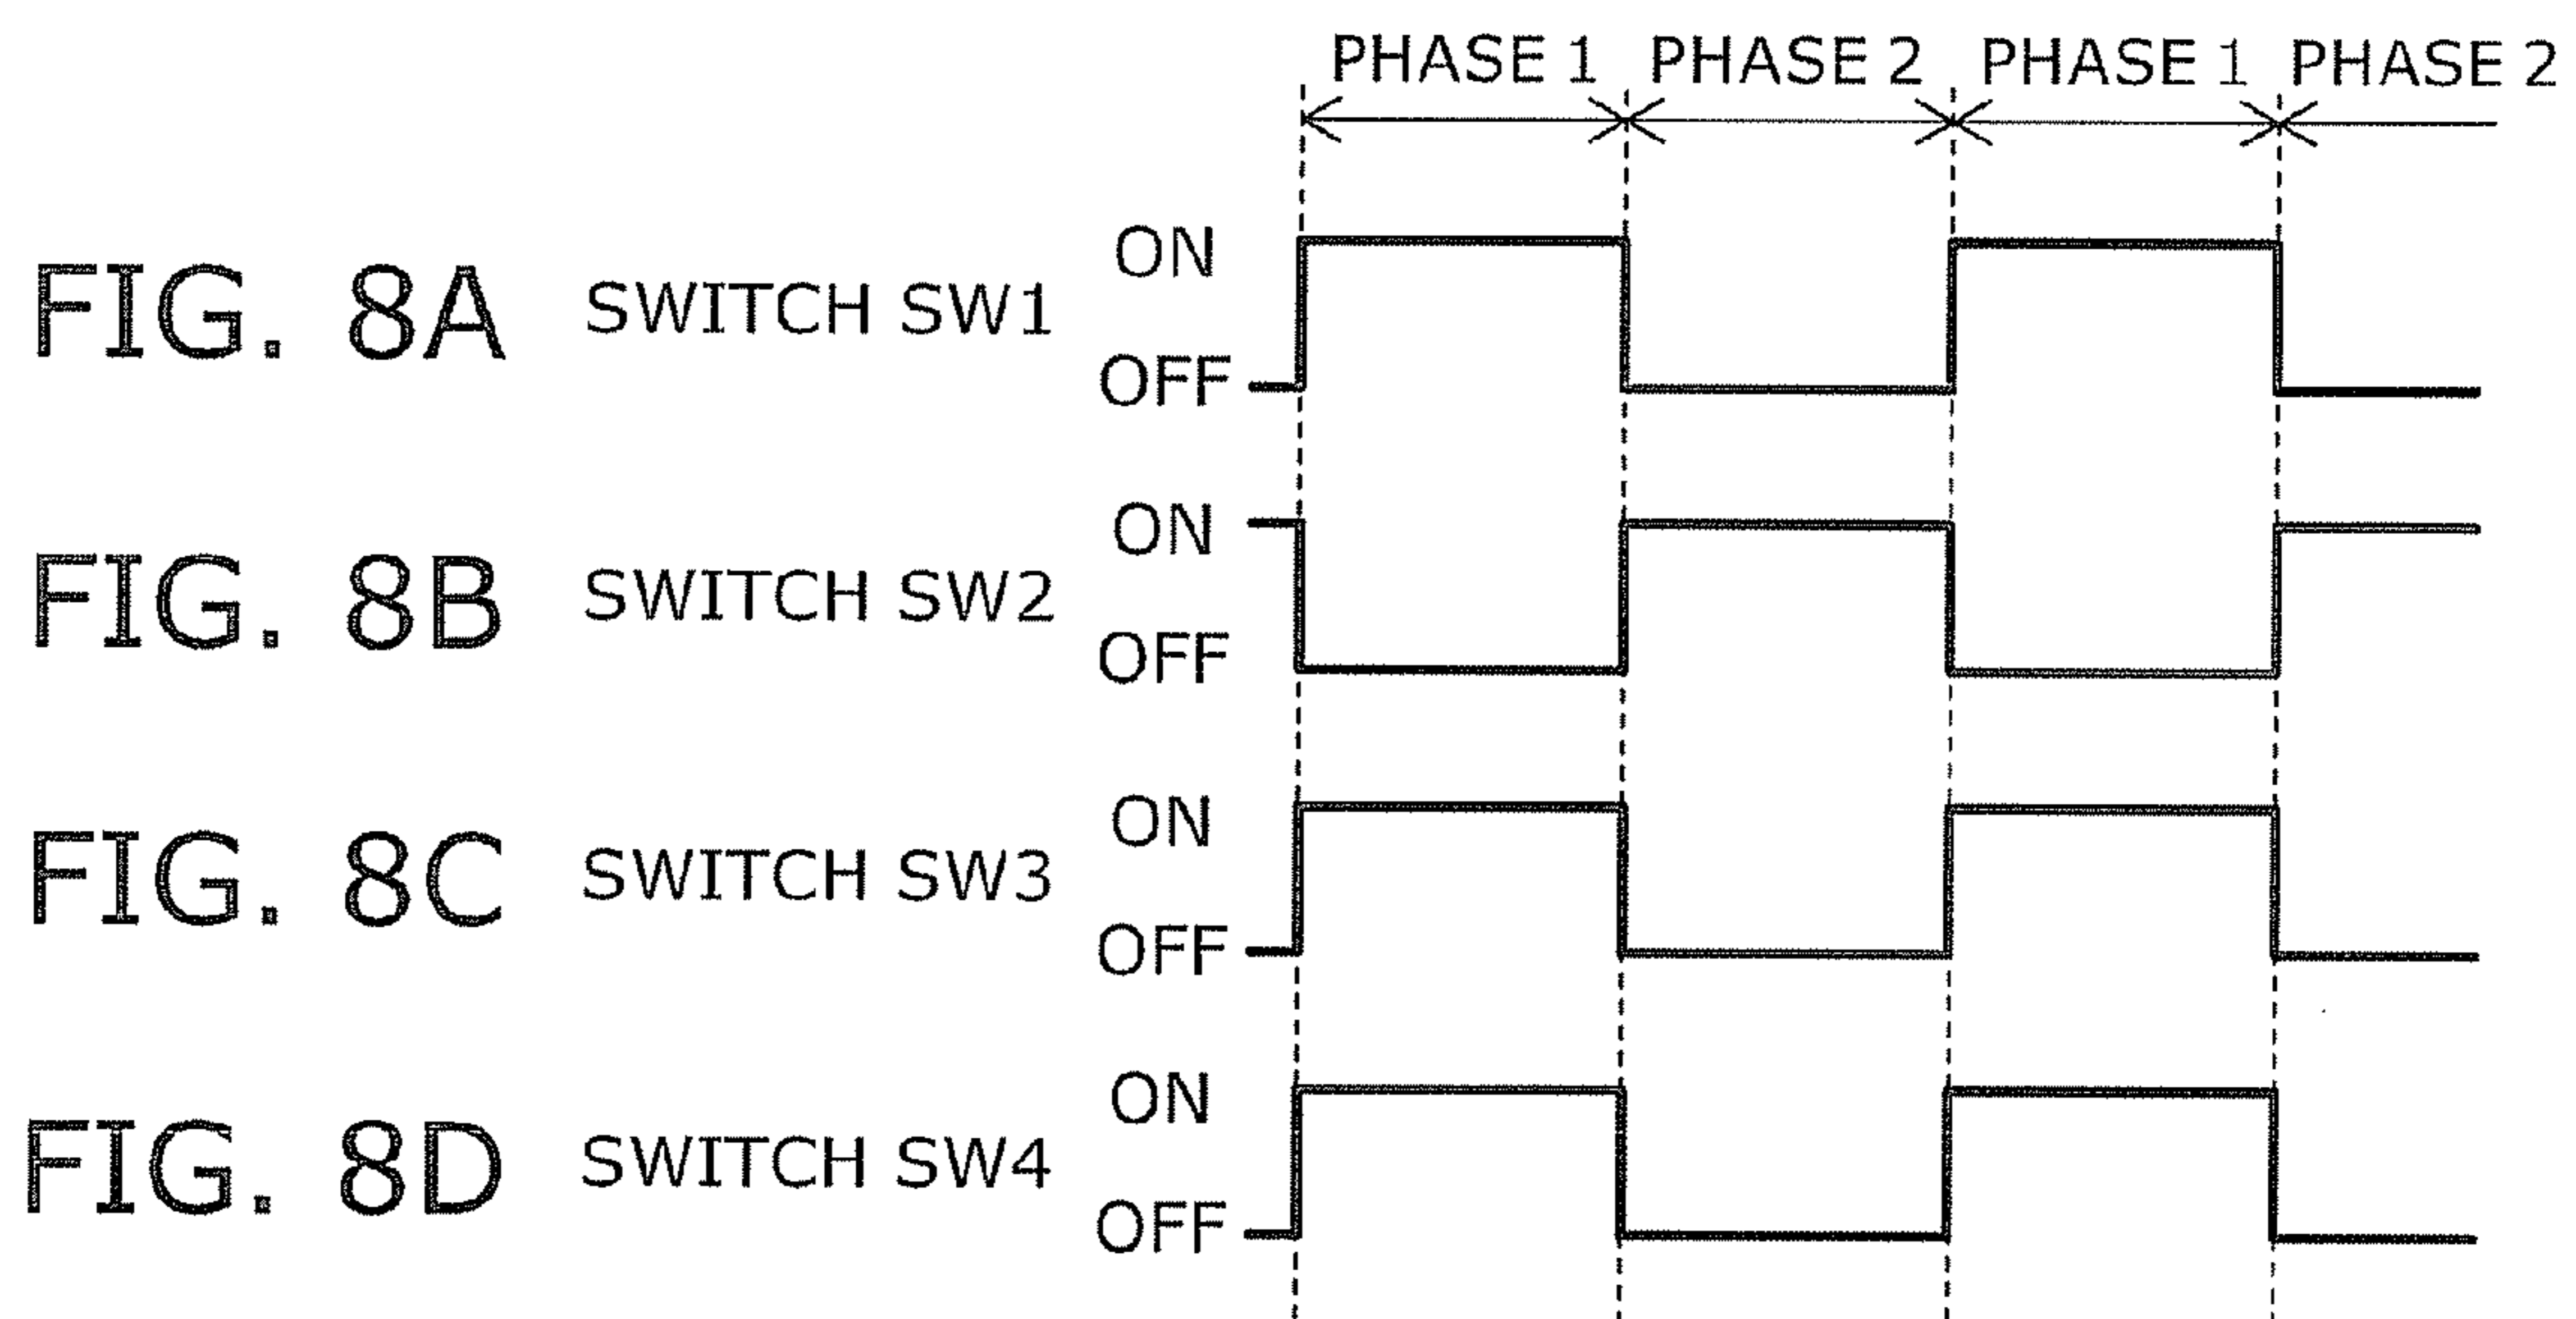 PHASE 1 PHASE 2 PHASE 1 PHASE 2
ON
FIG. 8A SWITCH SW1
OFF
ON
FIG. 8B SWITCH SW2
OFF
ON
FIG. 8C SWITCH SW3
OFF
ON
FIG. 8D SWITCH SW4
OFF